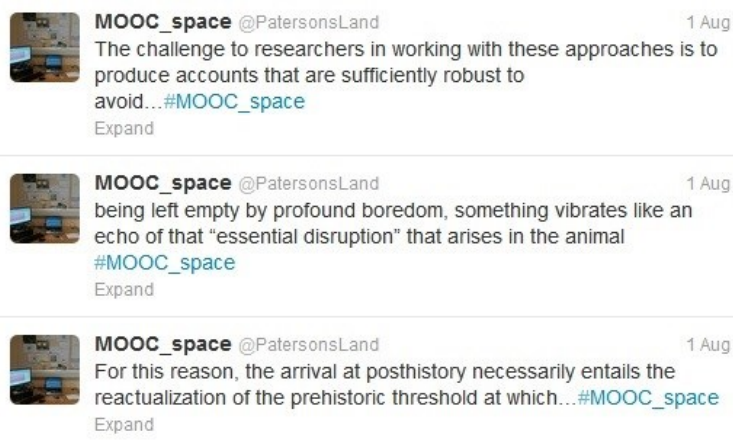 MOOC_space @PatersonsLand 1 Aug
The challenge to researchers in working with these approaches is to
produce accounts that are sufficiently robust to
avoid...#MOOC_space
Expand
MOOC_space @PatersonsLand 1 Aug
being left empty by profound boredom, something vibrates like an
echo of that “essential disruption” that arises in the animal
#MOOC_space
Expand
MOOC_space @PatersonsLand 1 Aug
For this reason, the arrival at posthistory necessarily entails the
reactualization of the prehistoric threshold at which...#MOOC_space
Expand